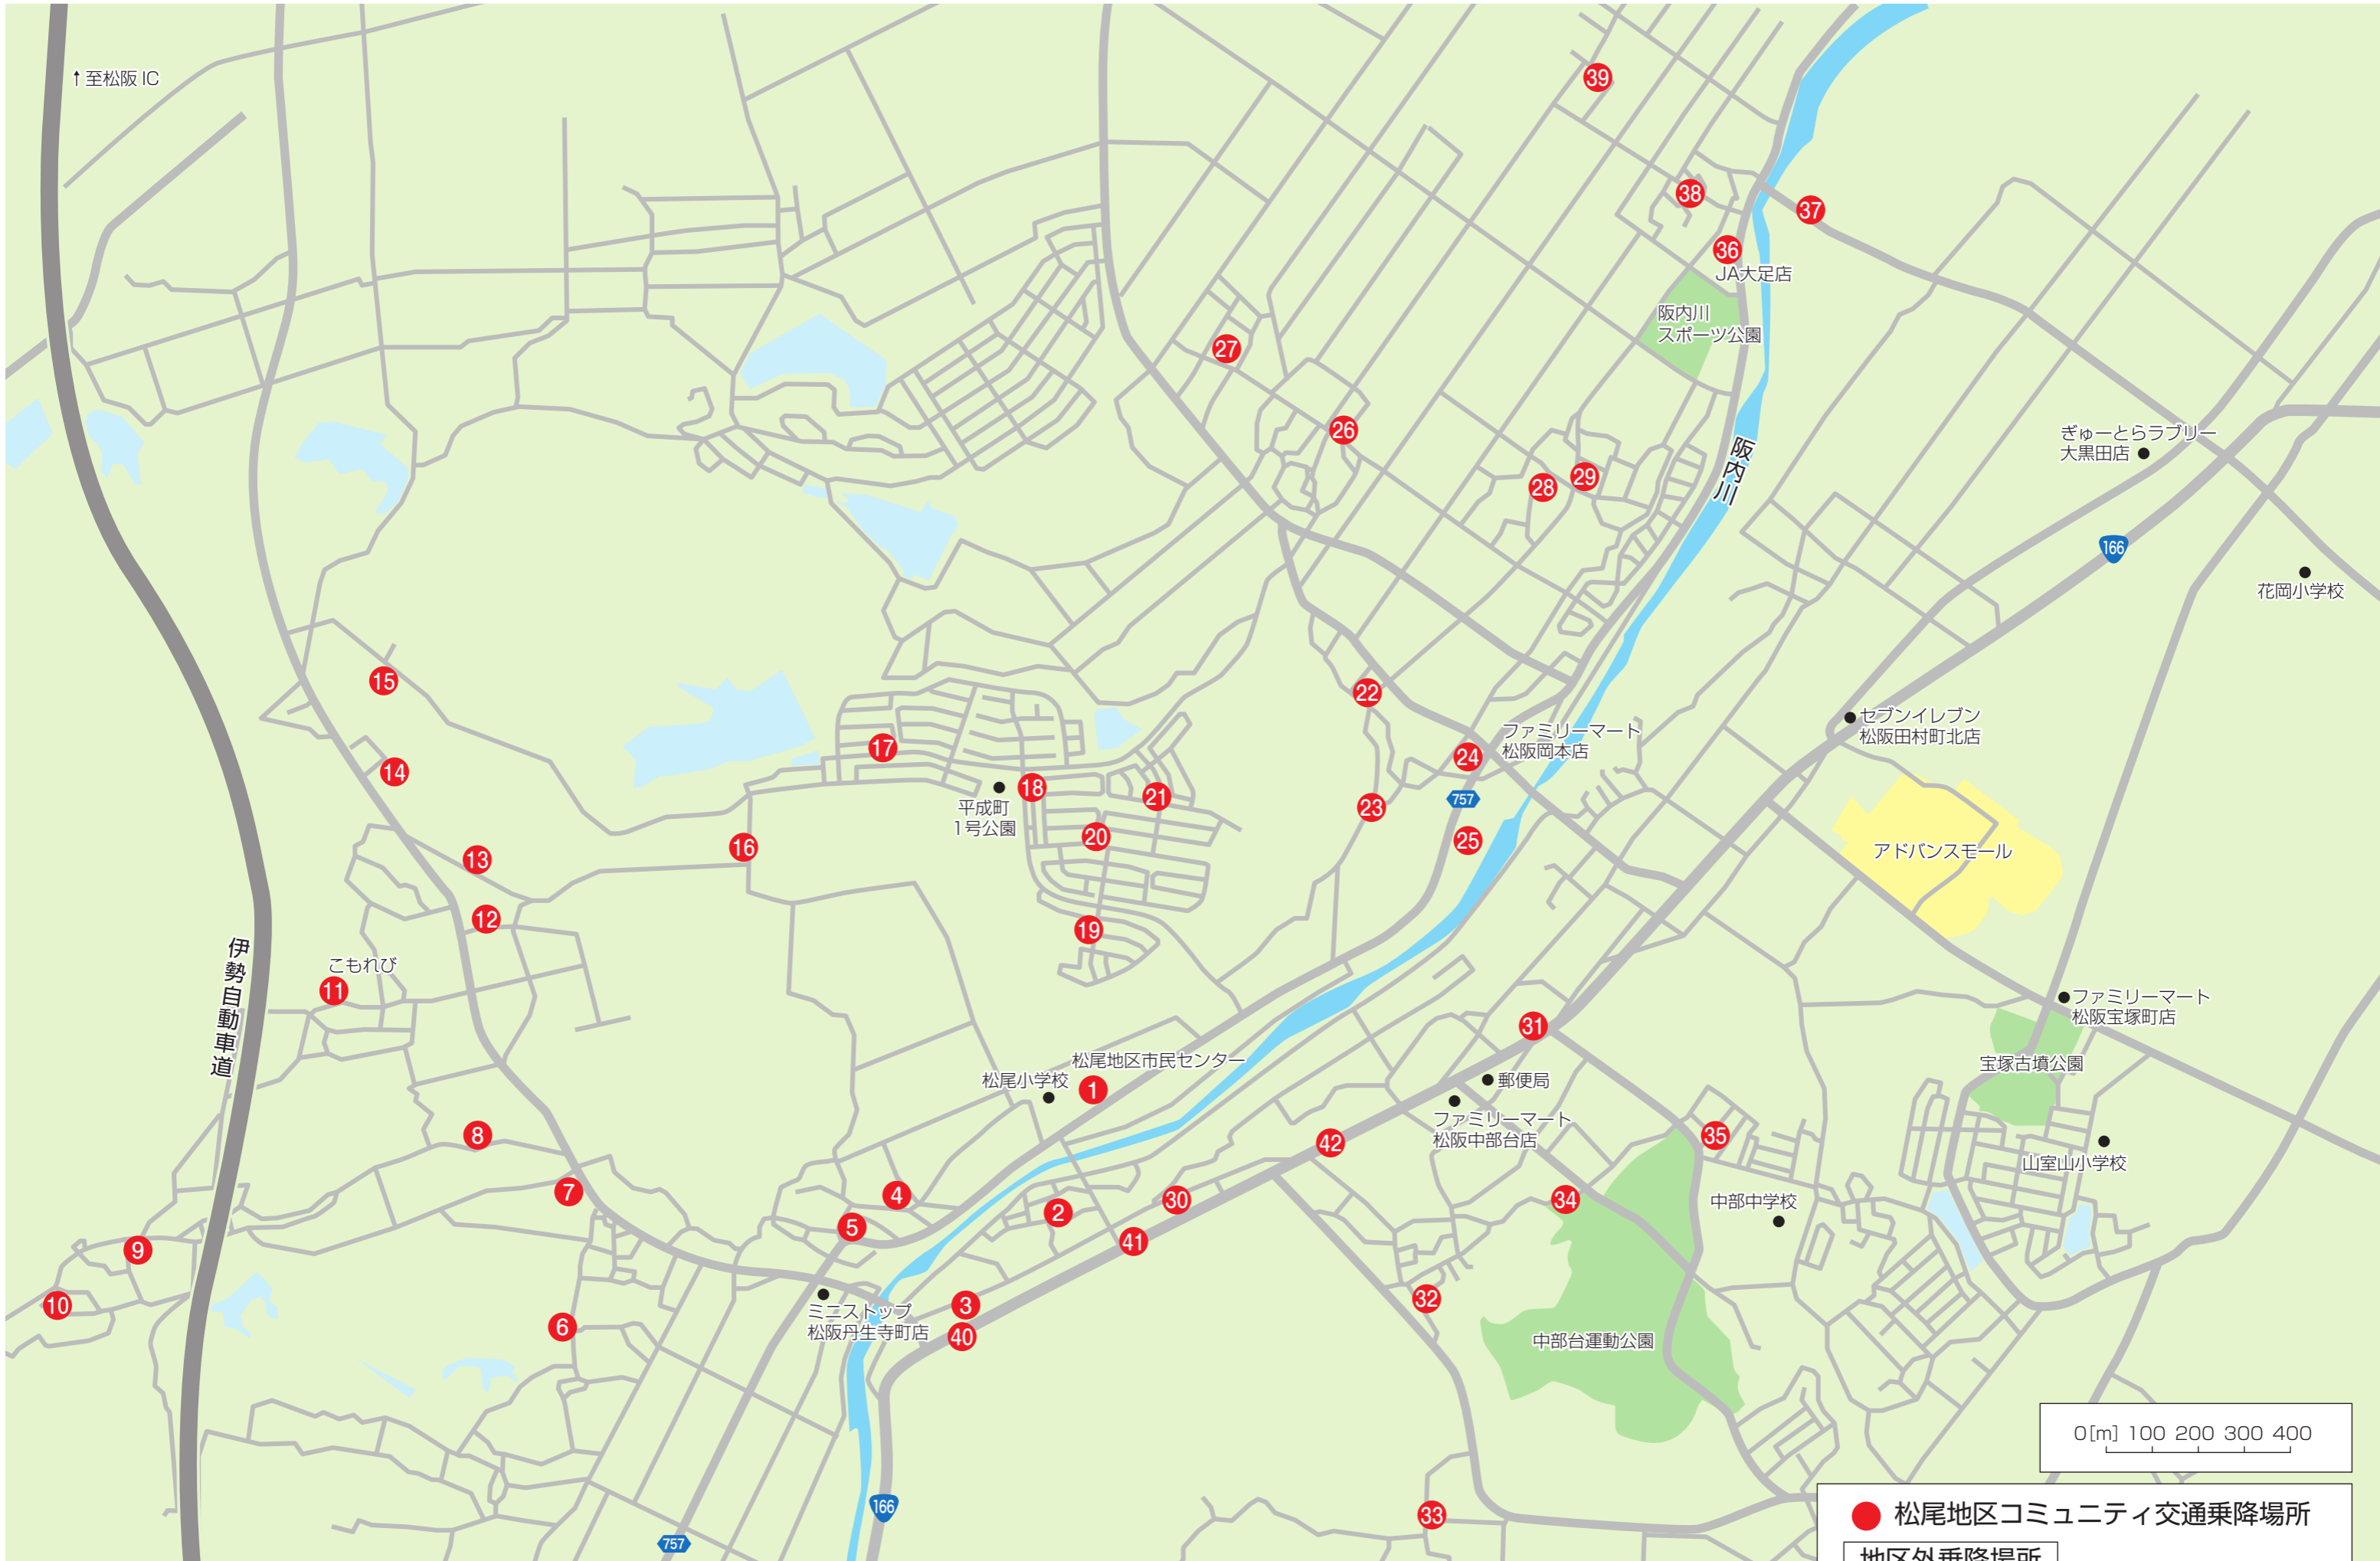 ↑至松阪 IC
39
38
37
36
JA大足店
阪内川
スポーツ公園
27
26
ぎゅーとらラブリー
大黒田店
阪内川
28
29
166
花岡小学校
15
22
ファミリーマート
松阪岡本店
セブンイレブン
松阪田村町北店
17
24
14
18
21
平成町
1号公園
757
23
20
25
16
13
アドバンスモール
12
19
伊勢自動車道
こもれび
11
ファミリーマート
松阪宝塚町店
31
松尾地区市民センター
松尾小学校
1
郵便局
宝塚古墳公園
ファミリーマート
松阪中部台店
8
42
35
山室山小学校
7
4
30
34
中部中学校
2
5
41
9
10
3
32
ミニストップ
松阪丹生寺町店
6
40
中部台運動公園
0[m] 100 200 300 400
166
33
757
松尾地区コミュニティ交通乗降場所
地区外乗降場所